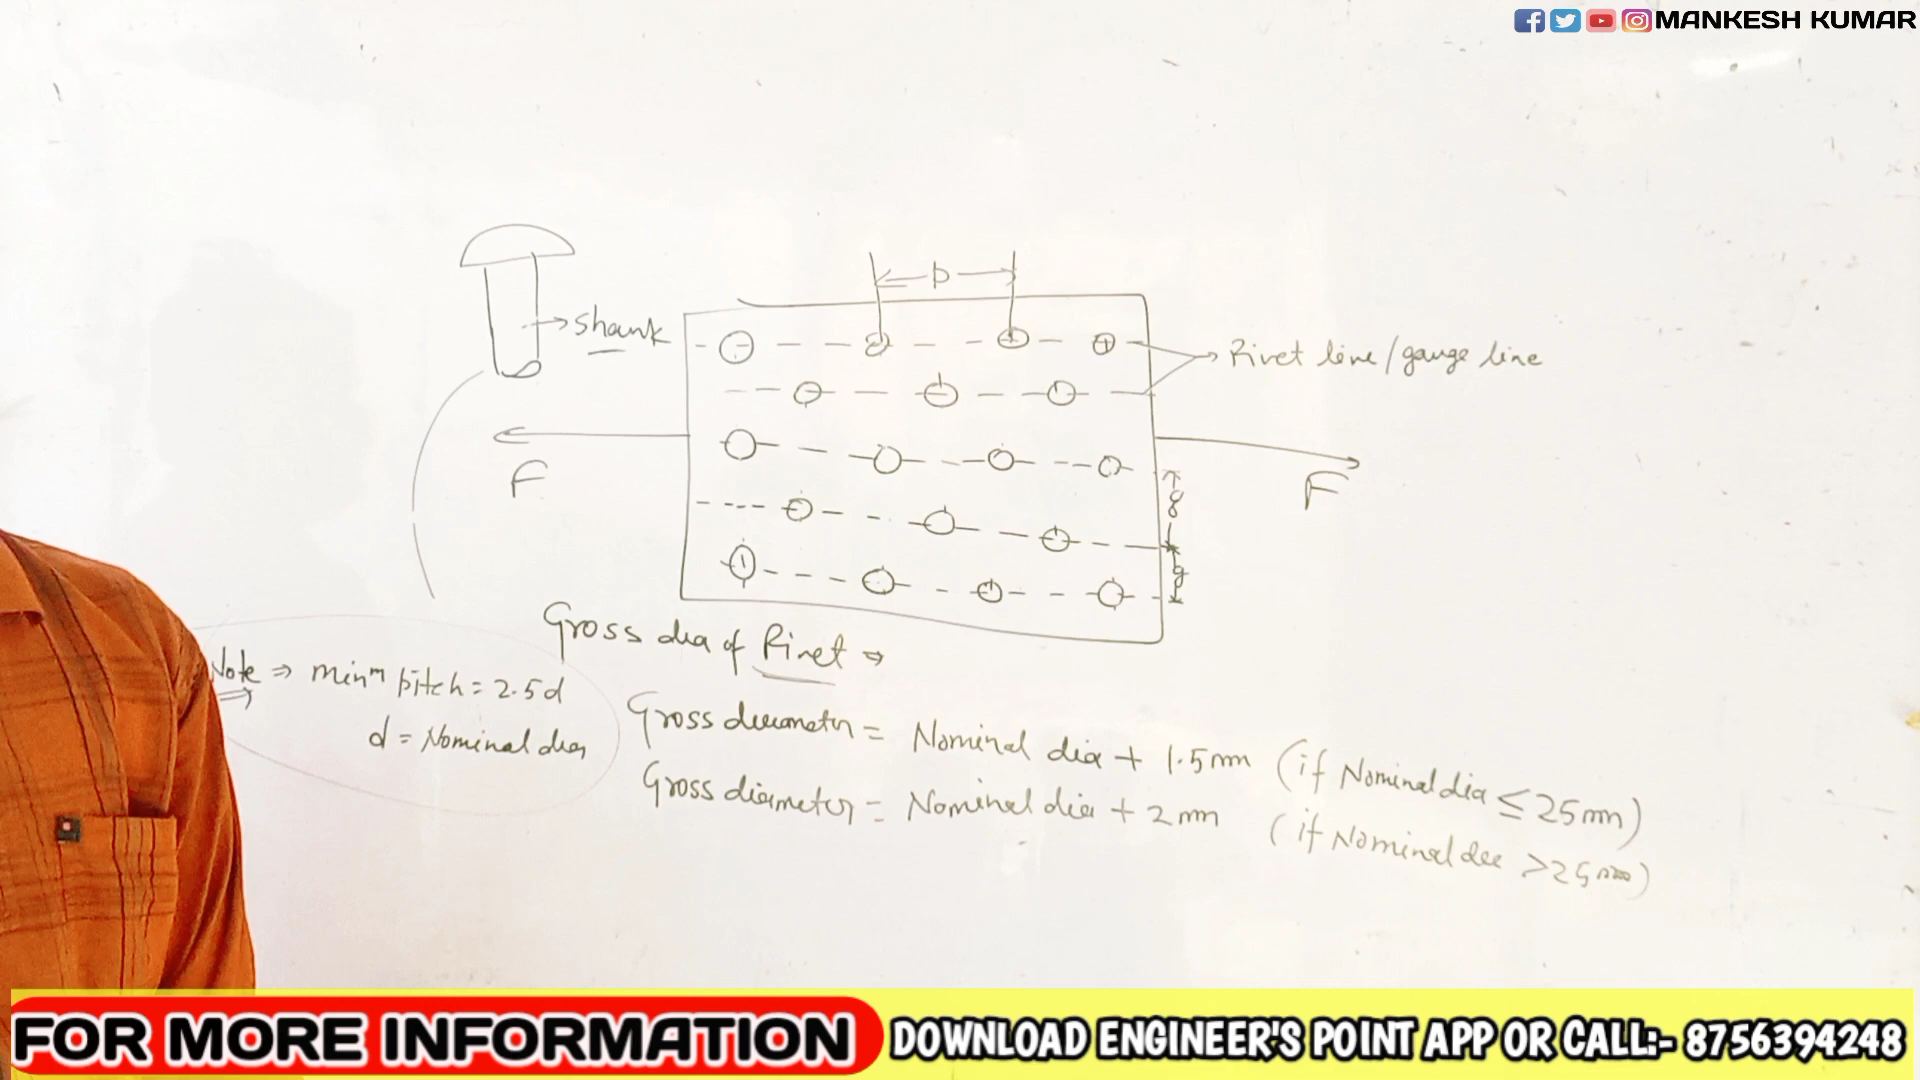 MANKESH KUMAR
p
shank
Rivet line/gauge line
F
F
g
g
Gross dia of Rivet ⇒
Note ⇒ minᵐ pitch = 2.5d
d = Nominal dia
Gross diameter = Nominal dia + 1.5mm (if Nominal dia ≤ 25mm)
Gross diameter = Nominal dia + 2mm (if Nominal dia > 25mm)
FOR MORE INFORMATION
DOWNLOAD ENGINEER'S POINT APP OR CALL:- 8756394248